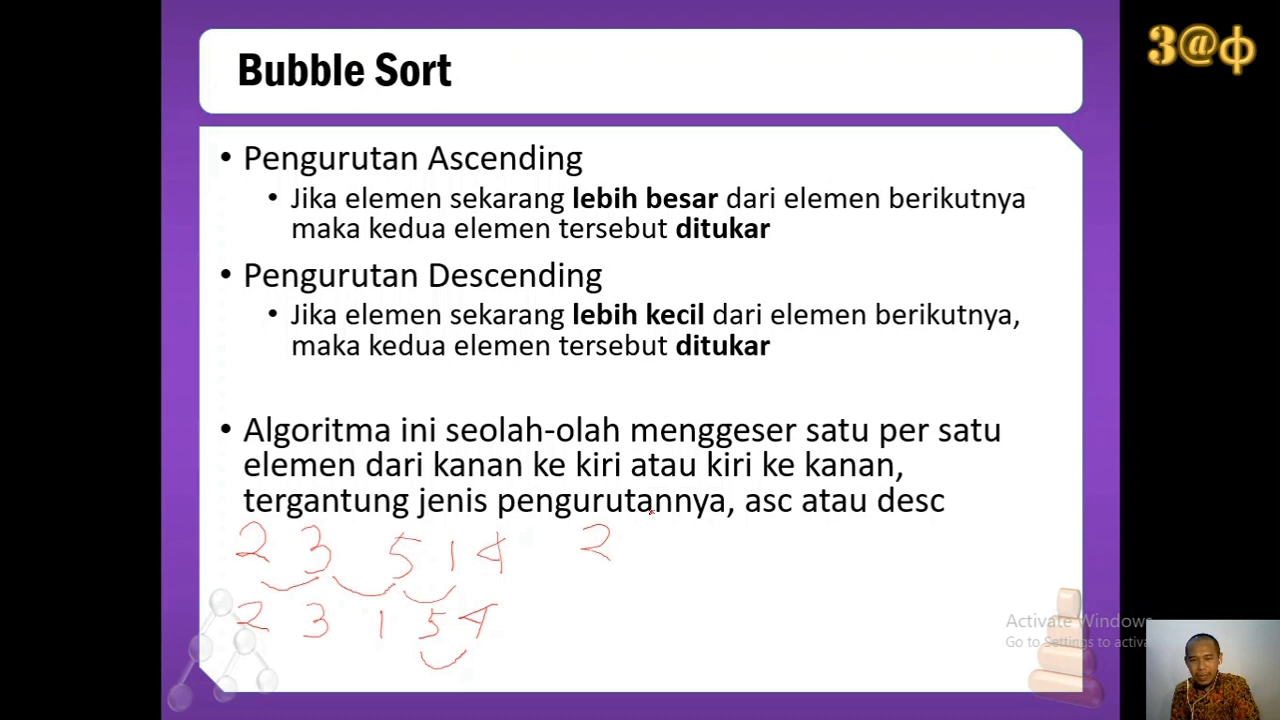 Bubble Sort
3@ф
• Pengurutan Ascending
• Jika elemen sekarang lebih besar dari elemen berikutnya
maka kedua elemen tersebut ditukar
• Pengurutan Descending
• Jika elemen sekarang lebih kecil dari elemen berikutnya,
maka kedua elemen tersebut ditukar
• Algoritma ini seolah-olah menggeser satu per satu
elemen dari kanan ke kiri atau kiri ke kanan,
tergantung jenis pengurutannya, asc atau desc
2 3 5 1 4 2
2 3 1 5 4
Activate Windows
Go to Settings to activa